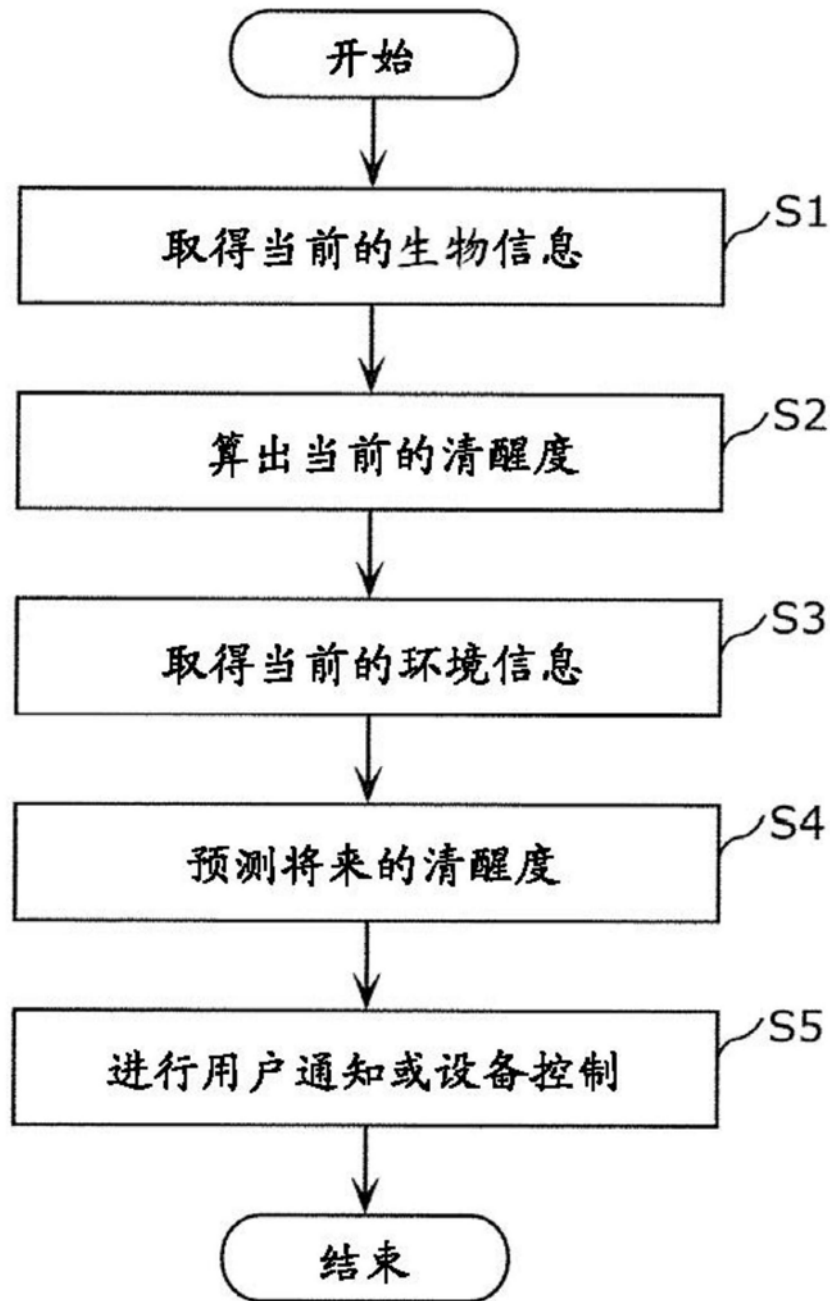 开始
取得当前的生物信息
S1
算出当前的清醒度
S2
取得当前的环境信息
S3
预测将来的清醒度
S4
进行用户通知或设备控制
S5
结束